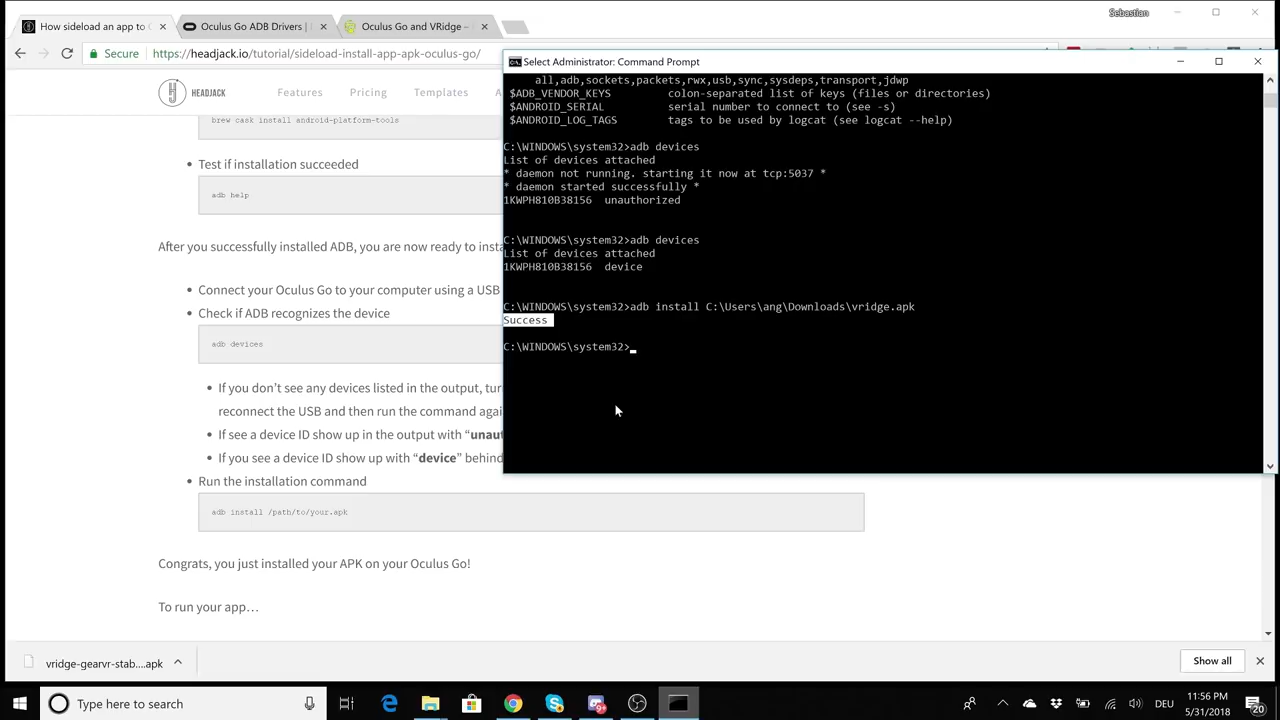 Sebastian
How sideload an app to C
Oculus Go ADB Drivers |
Oculus Go and VRidge –
Secure
https://headjack.io/tutorial/sideload-install-app-apk-oculus-go/
HEADJACK
Features
Pricing
Templates
brew cask install android-platform-tools
Test if installation succeeded
adb help
After you successfully installed ADB, you are now ready to insta
Connect your Oculus Go to your computer using a USB
Check if ADB recognizes the device
adb devices
If you don't see any devices listed in the output, tur
reconnect the USB and then run the command agai
If see a device ID show up in the output with “unaut
If you see a device ID show up with “device” behind
Run the installation command
adb install /path/to/your.apk
Congrats, you just installed your APK on your Oculus Go!
To run your app…
Select Administrator: Command Prompt
all,adb,sockets,packets,rwx,usb,sync,sysdeps,transport,jdwp
$ADB_VENDOR_KEYS colon-separated list of keys (files or directories)
$ANDROID_SERIAL serial number to connect to (see -s)
$ANDROID_LOG_TAGS tags to be used by logcat (see logcat --help)
C:\WINDOWS\system32>adb devices
List of devices attached
* daemon not running. starting it now at tcp:5037 *
* daemon started successfully *
1KWPH810B38156 unauthorized
C:\WINDOWS\system32>adb devices
List of devices attached
1KWPH810B38156 device
C:\WINDOWS\system32>adb install C:\Users\ang\Downloads\vridge.apk
Success
C:\WINDOWS\system32>
vridge-gearvr-stab....apk
Show all
Type here to search
DEU
11:56 PM
5/31/2018
20